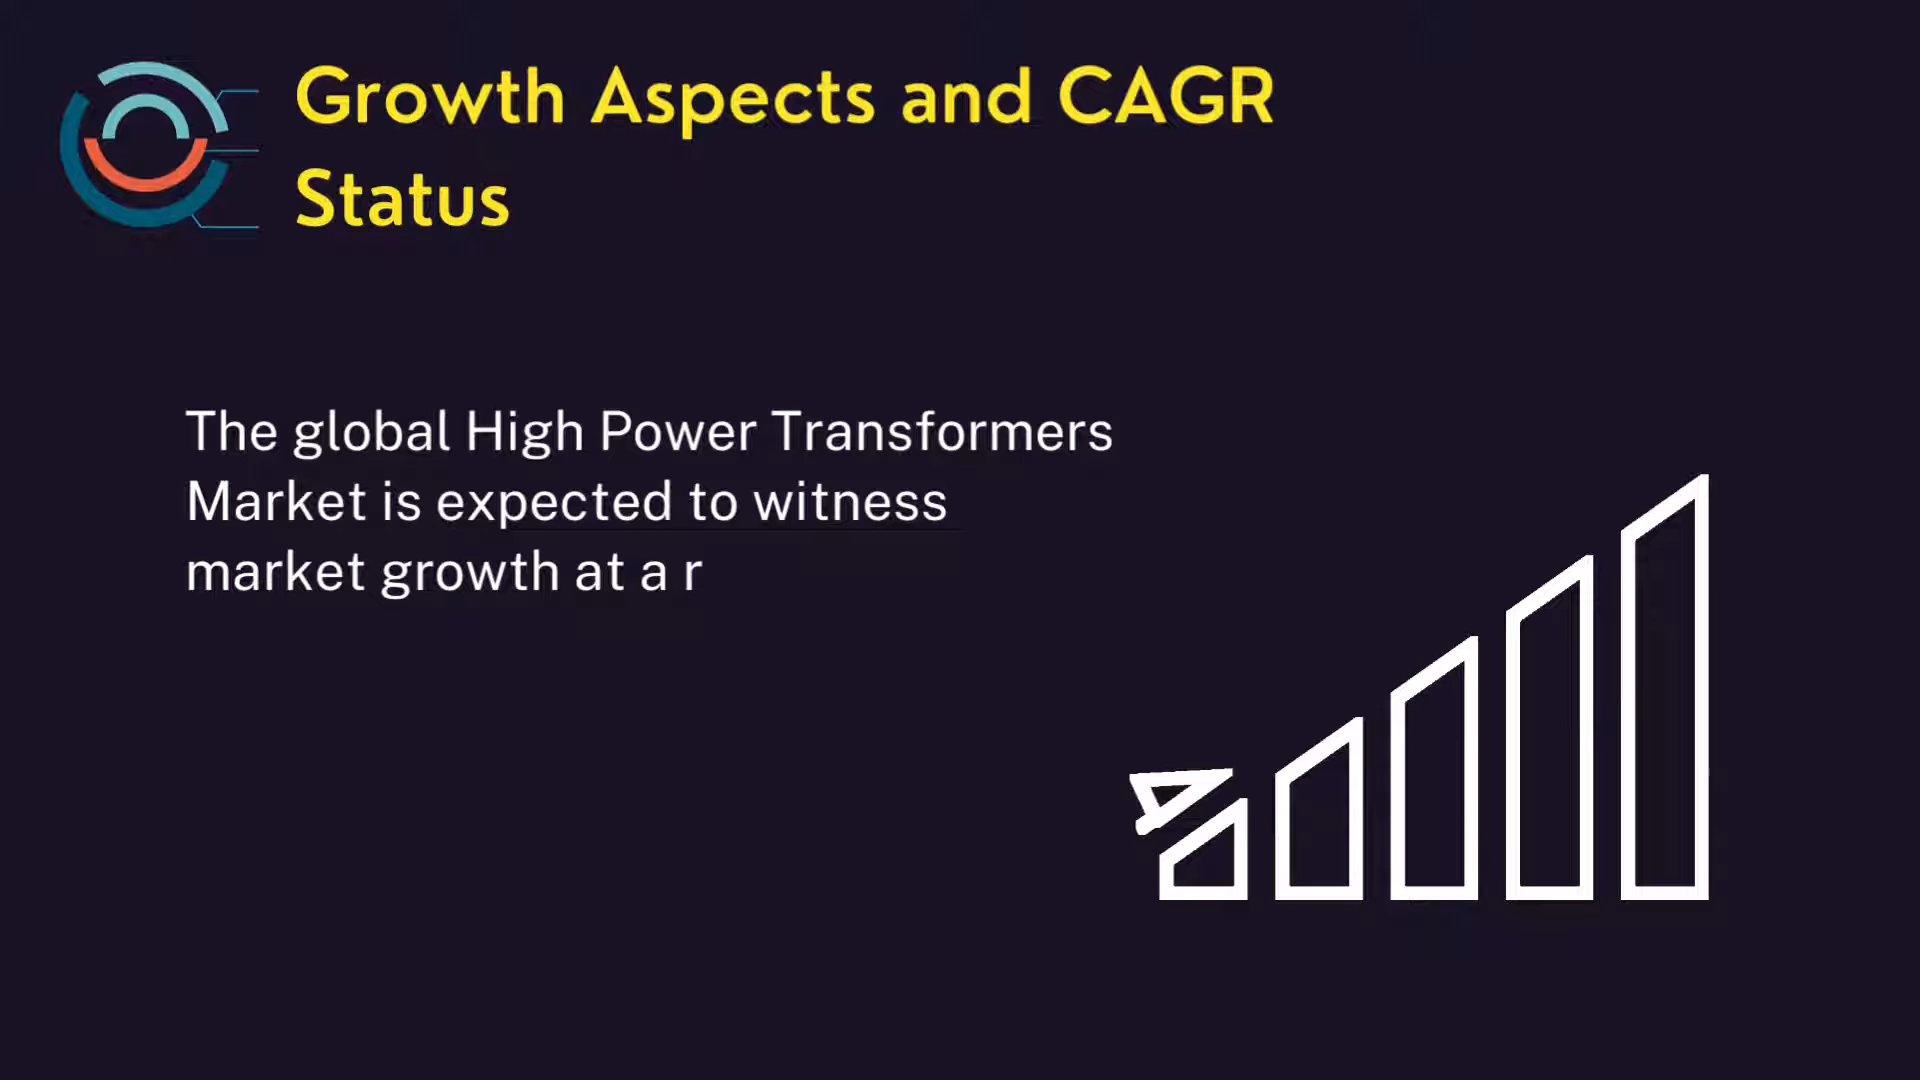 Growth Aspects and CAGR
Status
The global High Power Transformers
Market is expected to witness
market growth at a r